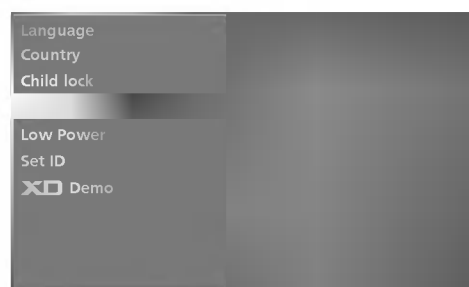 Language
Country
Child lock
Low Power
Set ID
XD Demo